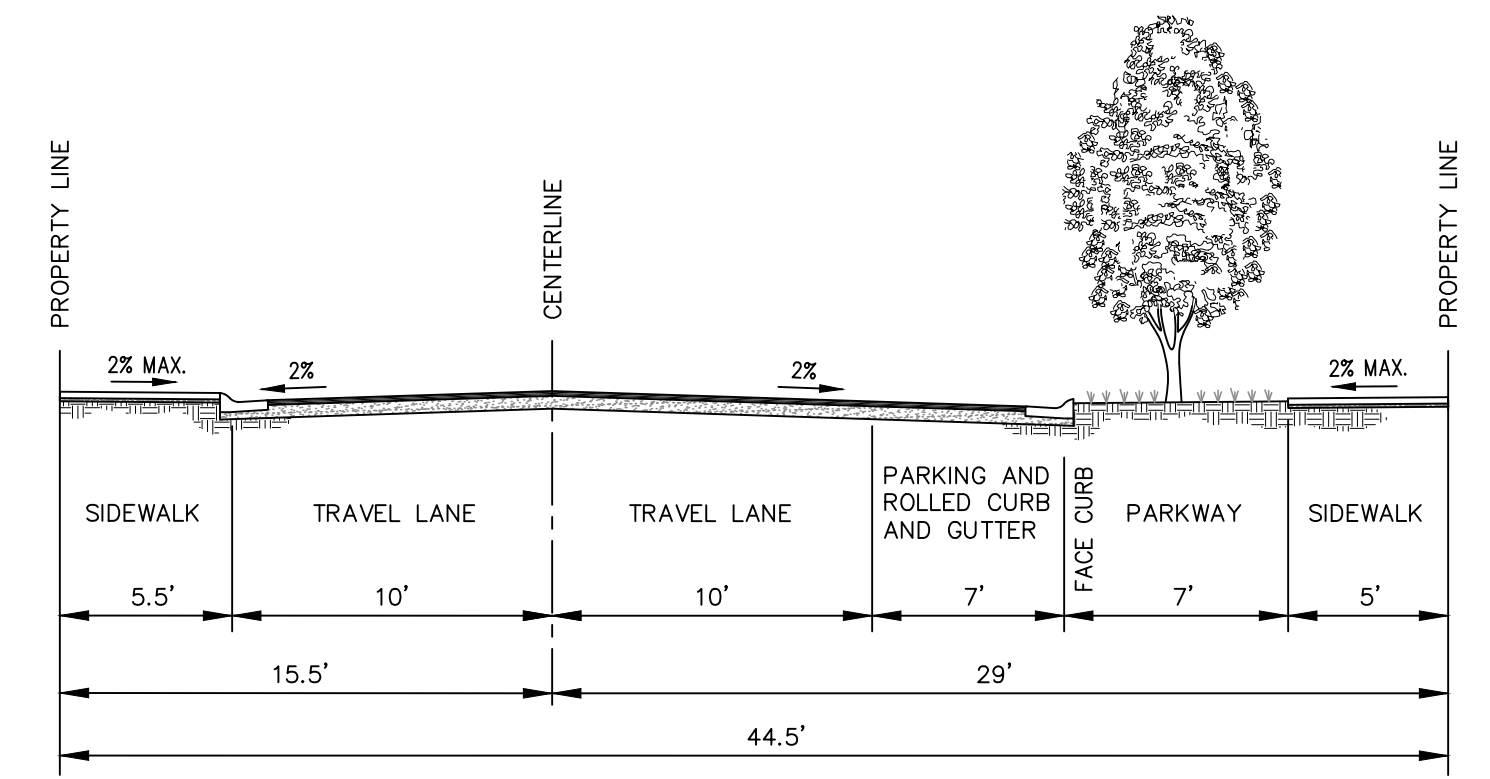 PROPERTY LINE
CENTERLINE
PROPERTY LINE
2% MAX.
2%
2%
2% MAX.
SIDEWALK
TRAVEL LANE
TRAVEL LANE
PARKING AND
ROLLED CURB
AND GUTTER
FACE CURB
PARKWAY
SIDEWALK
5.5'
10'
10'
7'
7'
5'
15.5'
29'
44.5'